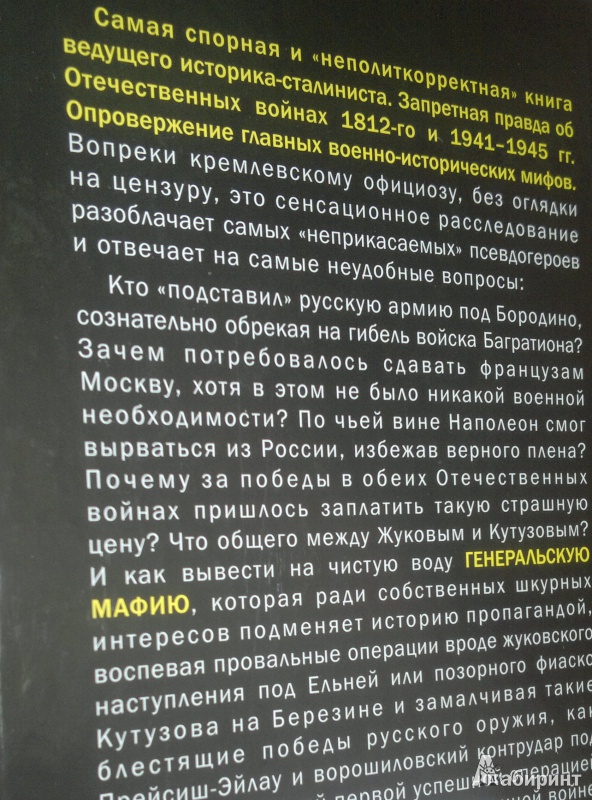 Самая спорная и «неполиткорректная» книга
ведущего историка-сталиниста. Запретная правда об
Отечественных войнах 1812-го и 1941–1945 гг.
Опровержение главных военно-исторических мифов.
Вопреки кремлевскому официозу, без оглядки
на цензуру, это сенсационное расследование
разоблачает самых «неприкасаемых» псевдогероев
и отвечает на самые неудобные вопросы:
Кто «подставил» русскую армию под Бородино,
сознательно обрекая на гибель войска Багратиона?
Зачем потребовалось сдавать французам
Москву, хотя в этом не было никакой военной
необходимости? По чьей вине Наполеон смог
вырваться из России, избежав верного плена?
Почему за победы в обеих Отечественных
войнах пришлось заплатить такую страшную
цену? Что общего между Жуковым и Кутузовым?
И как вывести на чистую воду ГЕНЕРАЛЬСКУЮ
МАФИЮ, которая ради собственных шкурных
интересов подменяет историю пропагандой,
воспевая провальные операции вроде жуковского
наступления под Ельней или позорного фиаско
Кутузова на Березине и замалчивая такие
блестящие победы русского оружия, как
Прейсиш-Эйлау и ворошиловский контрудар под
первой успеш
Лабиринт